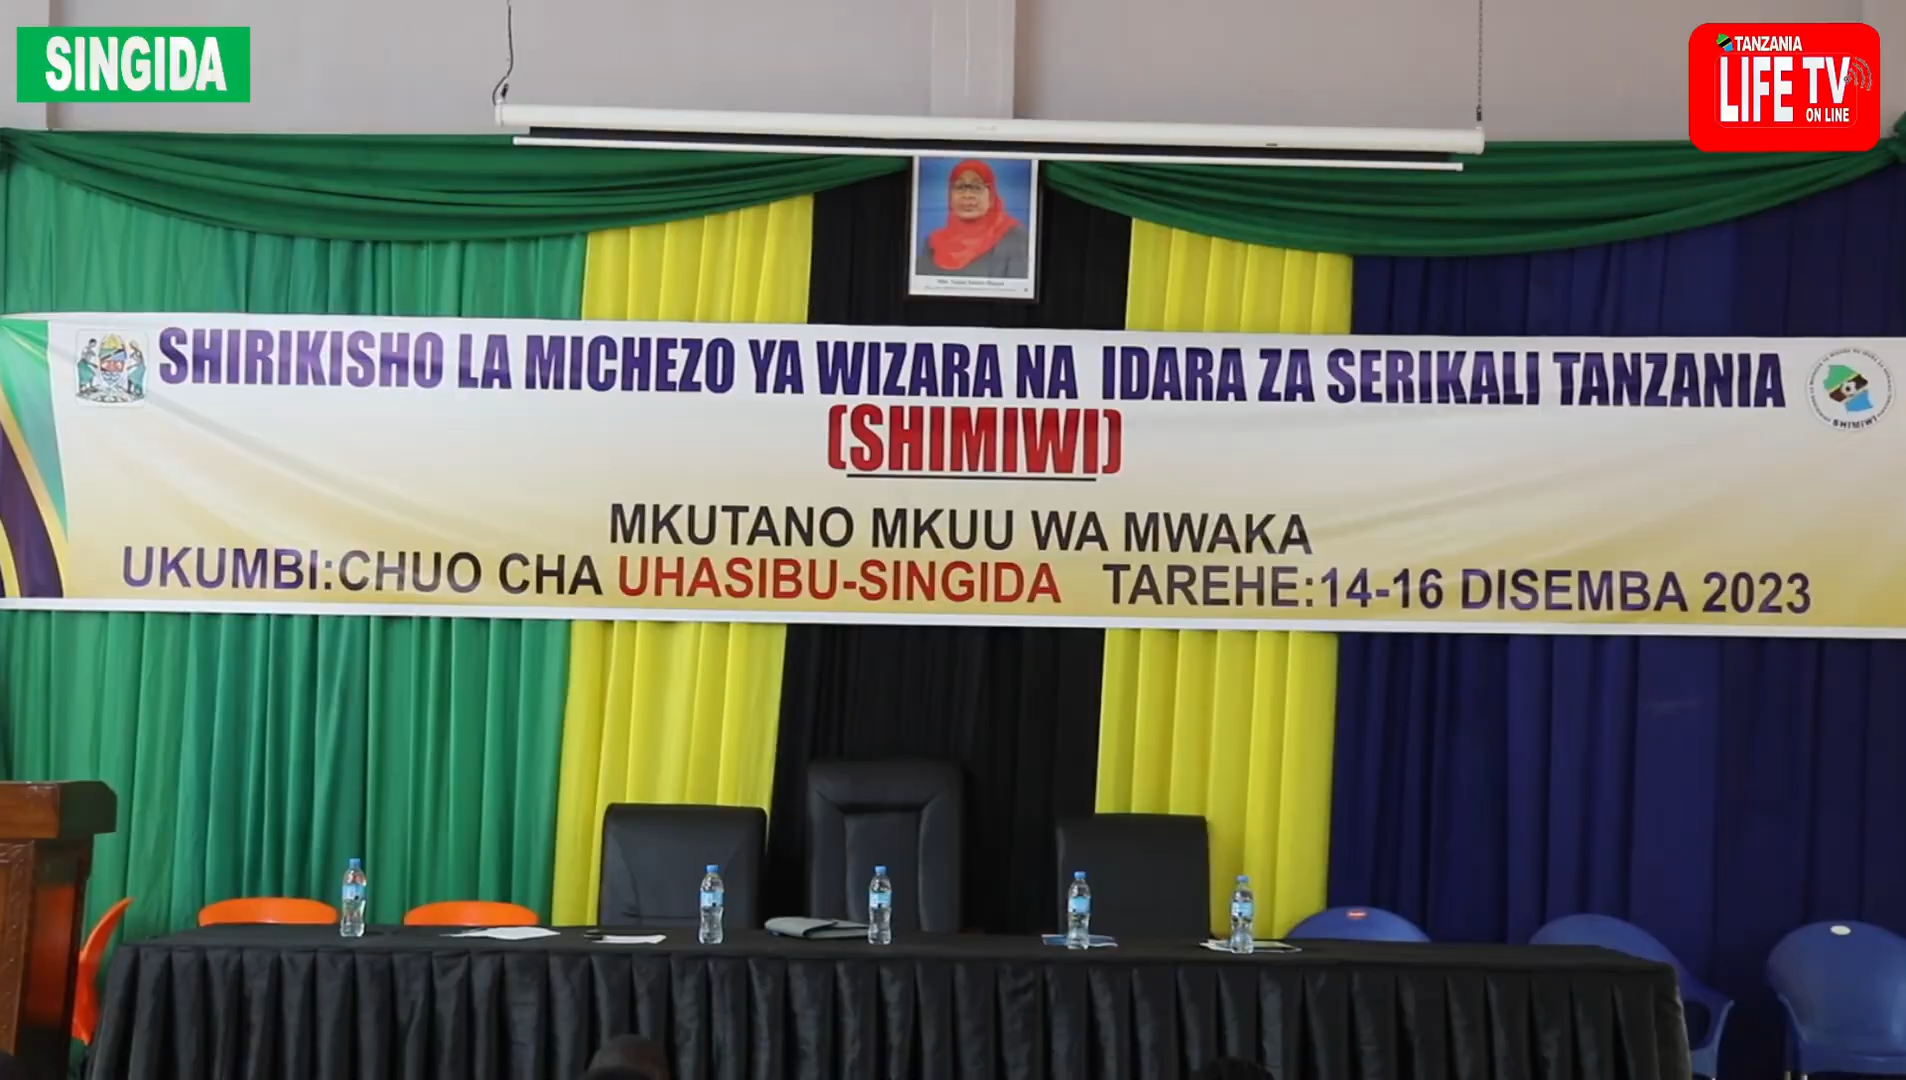 SINGIDA
TANZANIA
LIFE TV
ON LINE
SHIRIKISHO LA MICHEZO YA WIZARA NA IDARA ZA SERIKALI TANZANIA
(SHIMIWI)
SHIMIWI
MKUTANO MKUU WA MWAKA
UKUMBI:CHUO CHA UHASIBU-SINGIDA TAREHE:14-16 DISEMBA 2023